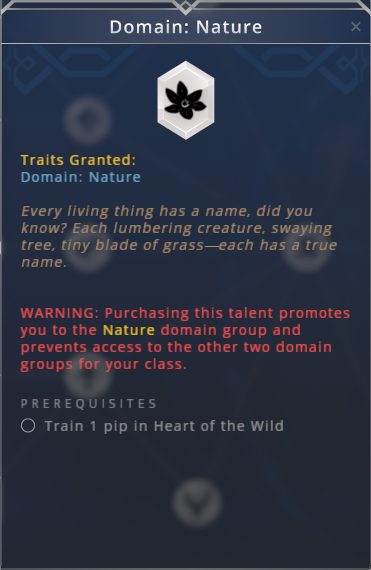 Domain: Nature
Traits Granted:
Domain: Nature
Every living thing has a name, did you
know? Each lumbering creature, swaying
tree, tiny blade of grass—each has a true
name.
WARNING: Purchasing this talent promotes
you to the Nature domain group and
prevents access to the other two domain
groups for your class.
PREREQUISITES
Train 1 pip in Heart of the Wild